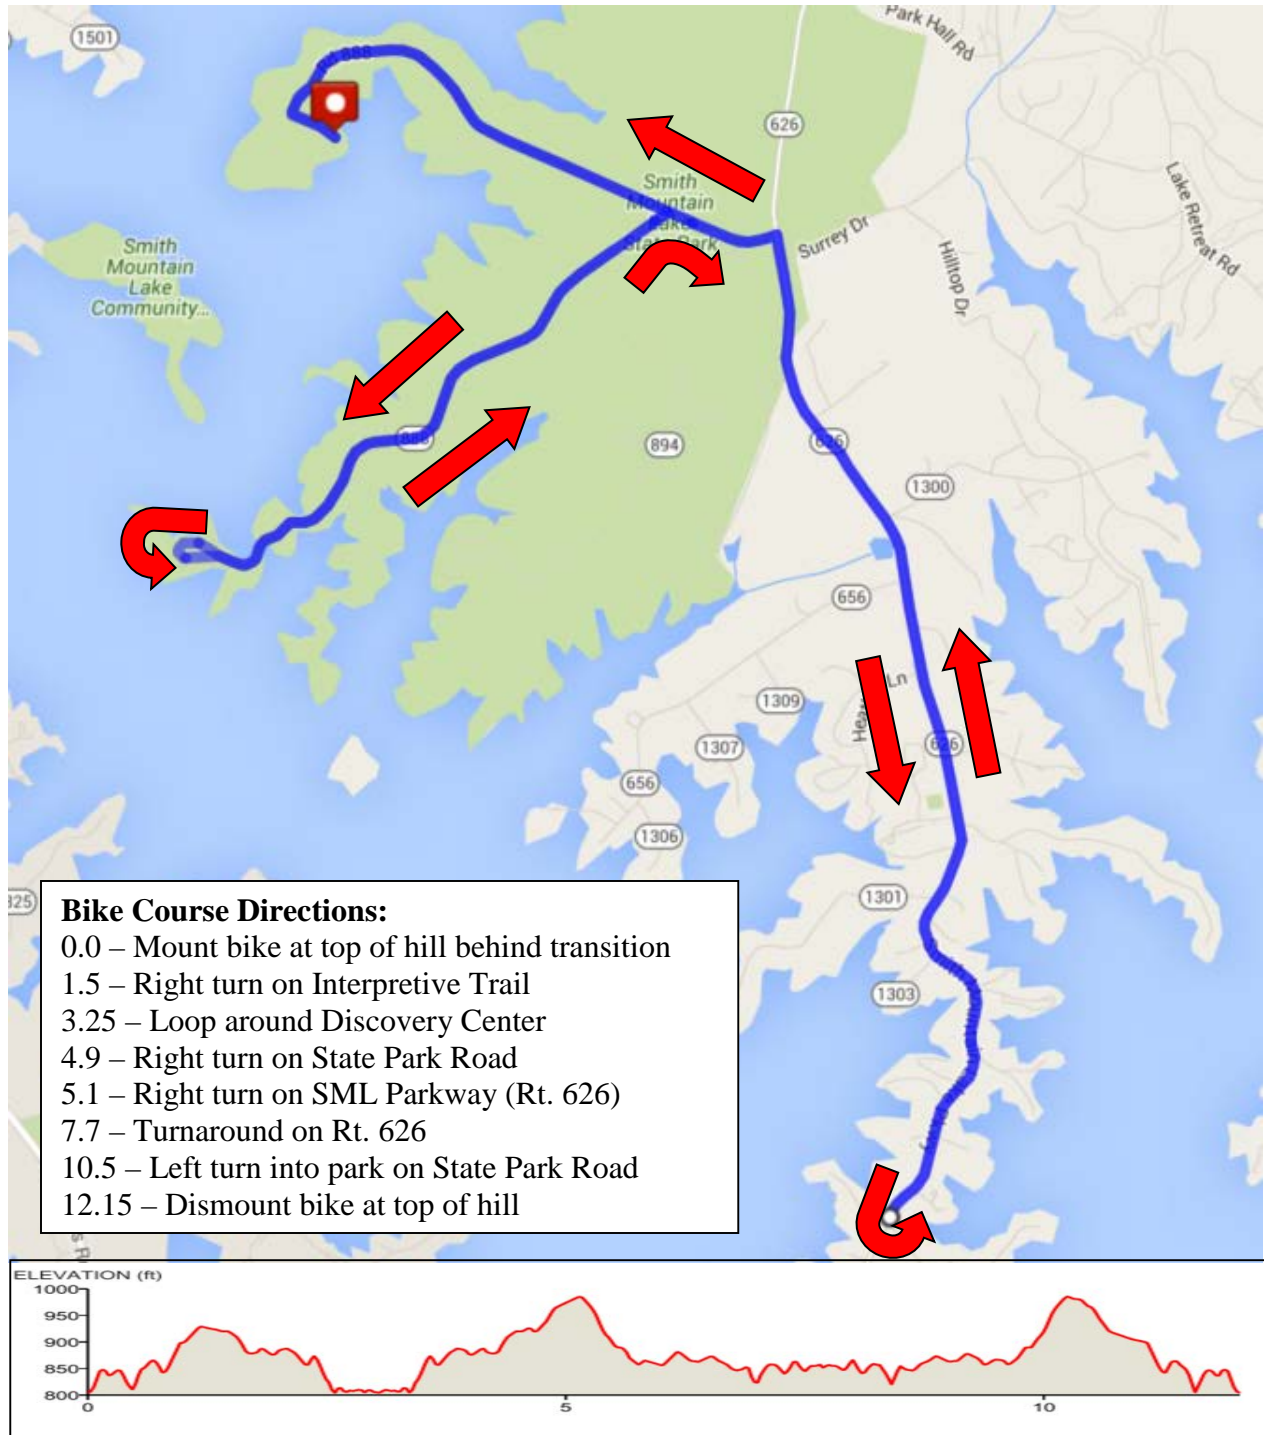 Park Hall Rd
1501
888
626
Smith
Mountain
Lake
State Park
Surrey Dr
Lake Retreat Rd
Hilltop Dr
Smith
Mountain
Lake
Community...
888
894
626
1300
656
Ln
1309
626
1307
656
1306
325
1301
1303
Bike Course Directions:
0.0 – Mount bike at top of hill behind transition
1.5 – Right turn on Interpretive Trail
3.25 – Loop around Discovery Center
4.9 – Right turn on State Park Road
5.1 – Right turn on SML Parkway (Rt. 626)
7.7 – Turnaround on Rt. 626
10.5 – Left turn into park on State Park Road
12.15 – Dismount bike at top of hill
ELEVATION (ft)
1000
950
900
850
800
0
5
10